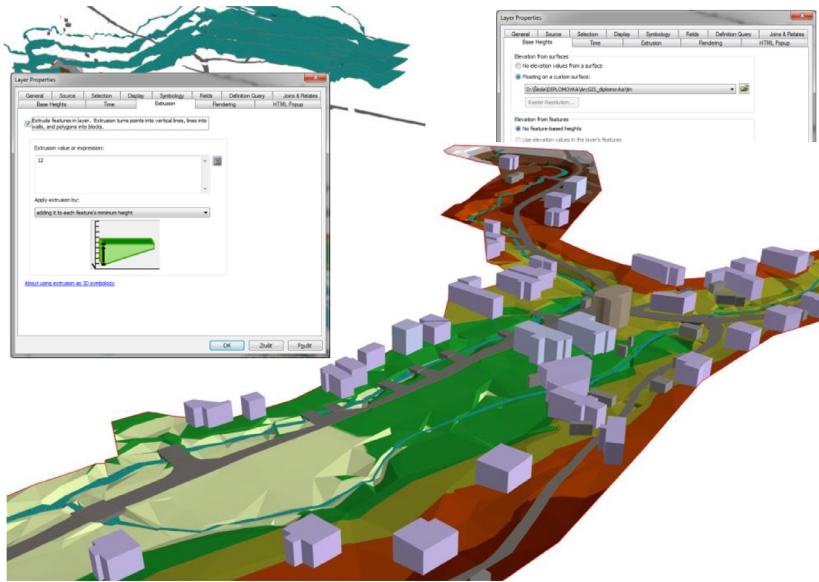 Layer Properties
General Source Selection Display Symbology Fields Definition Query Joins & Relates
Base Heights Time Extrusion Rendering HTML Popup
Extrude features in layer. Extrusion turns points into vertical lines, lines into
walls, and polygons into blocks.
Extrusion value or expression:
12
Apply extrusion by:
adding it to each feature's minimum height
About using extrusion as 3D symbology
OK Zrušit Použít
Layer Properties
General Source Selection Display Symbology Fields Definition Query Joins & Relates
Base Heights Time Extrusion Rendering HTML Popup
Elevation from surfaces
No elevation values from a surface
Floating on a custom surface:
D:\Škola\DIPLOMOVKA\ArcGIS_diplomovka\tin
Raster Resolution...
Elevation from features
No feature-based heights
Use elevation values in the layer's features